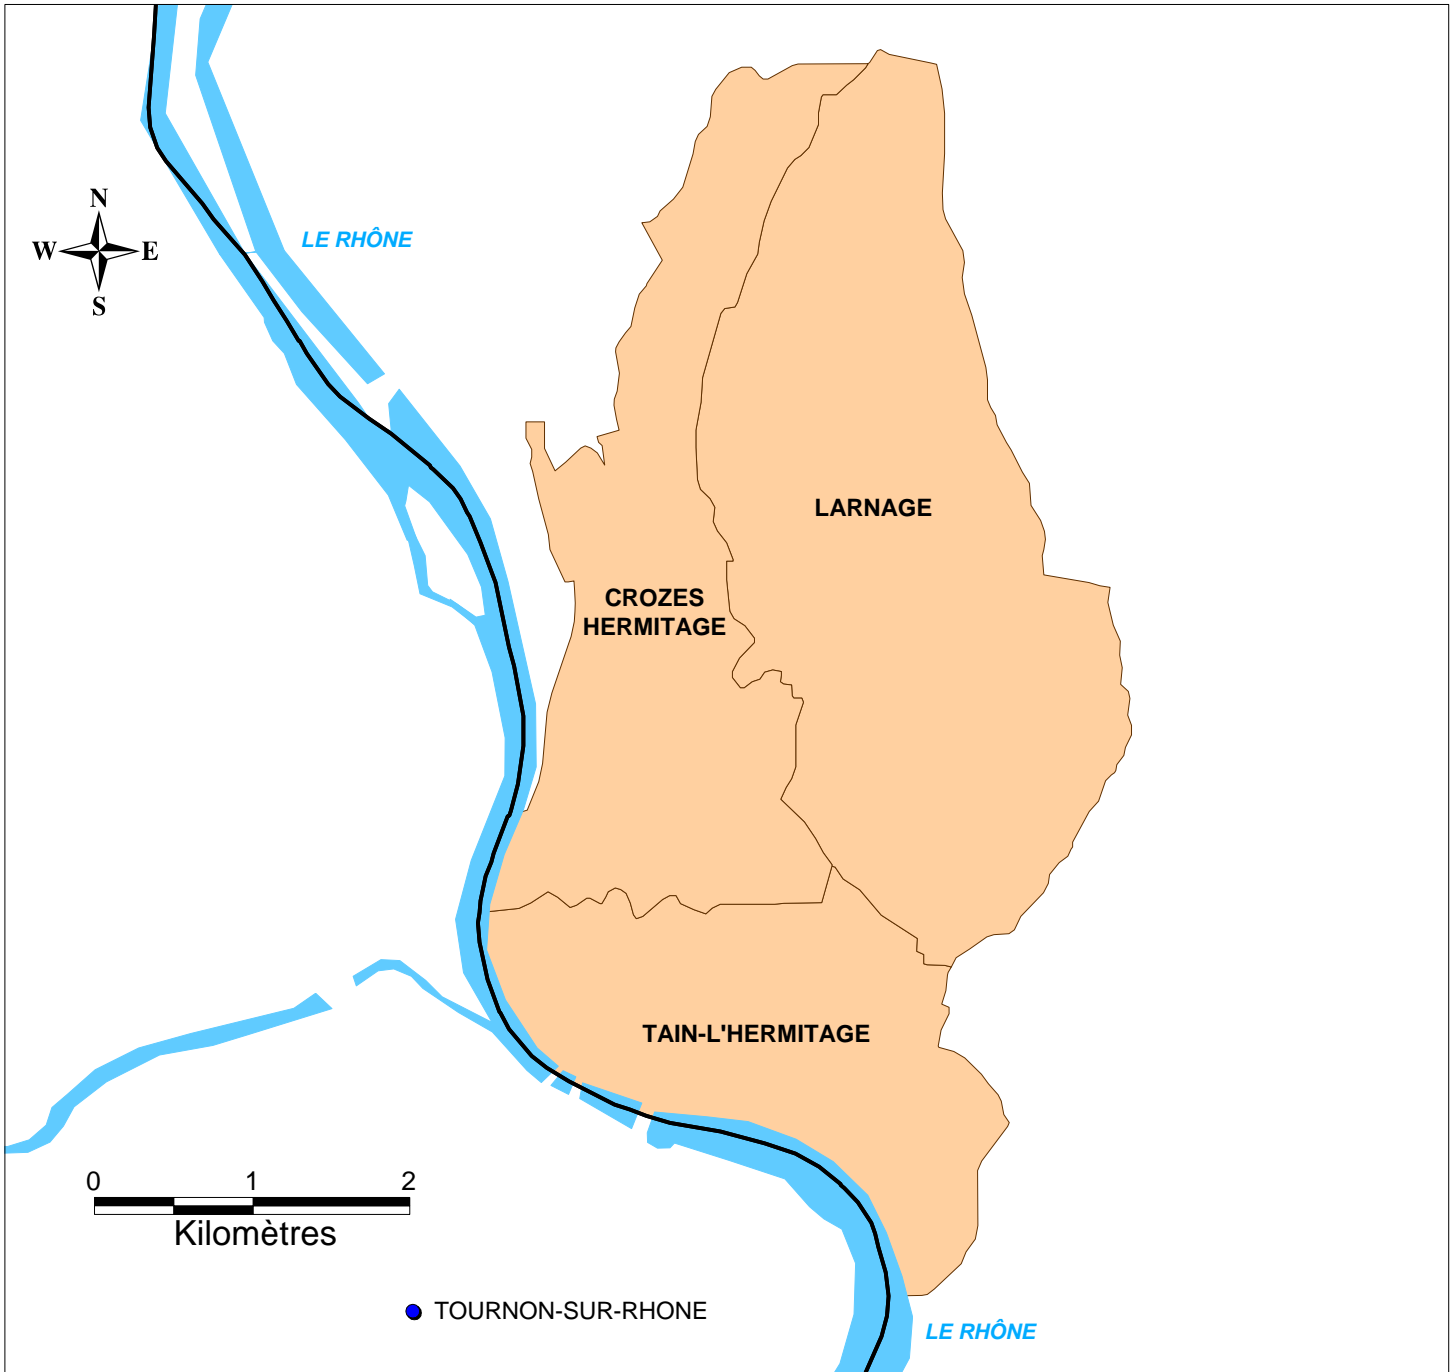 N
W E
S
LE RHÔNE
LARNAGE
CROZES
HERMITAGE
TAIN-L'HERMITAGE
0 1 2
Kilomètres
TOURNON-SUR-RHONE
LE RHÔNE